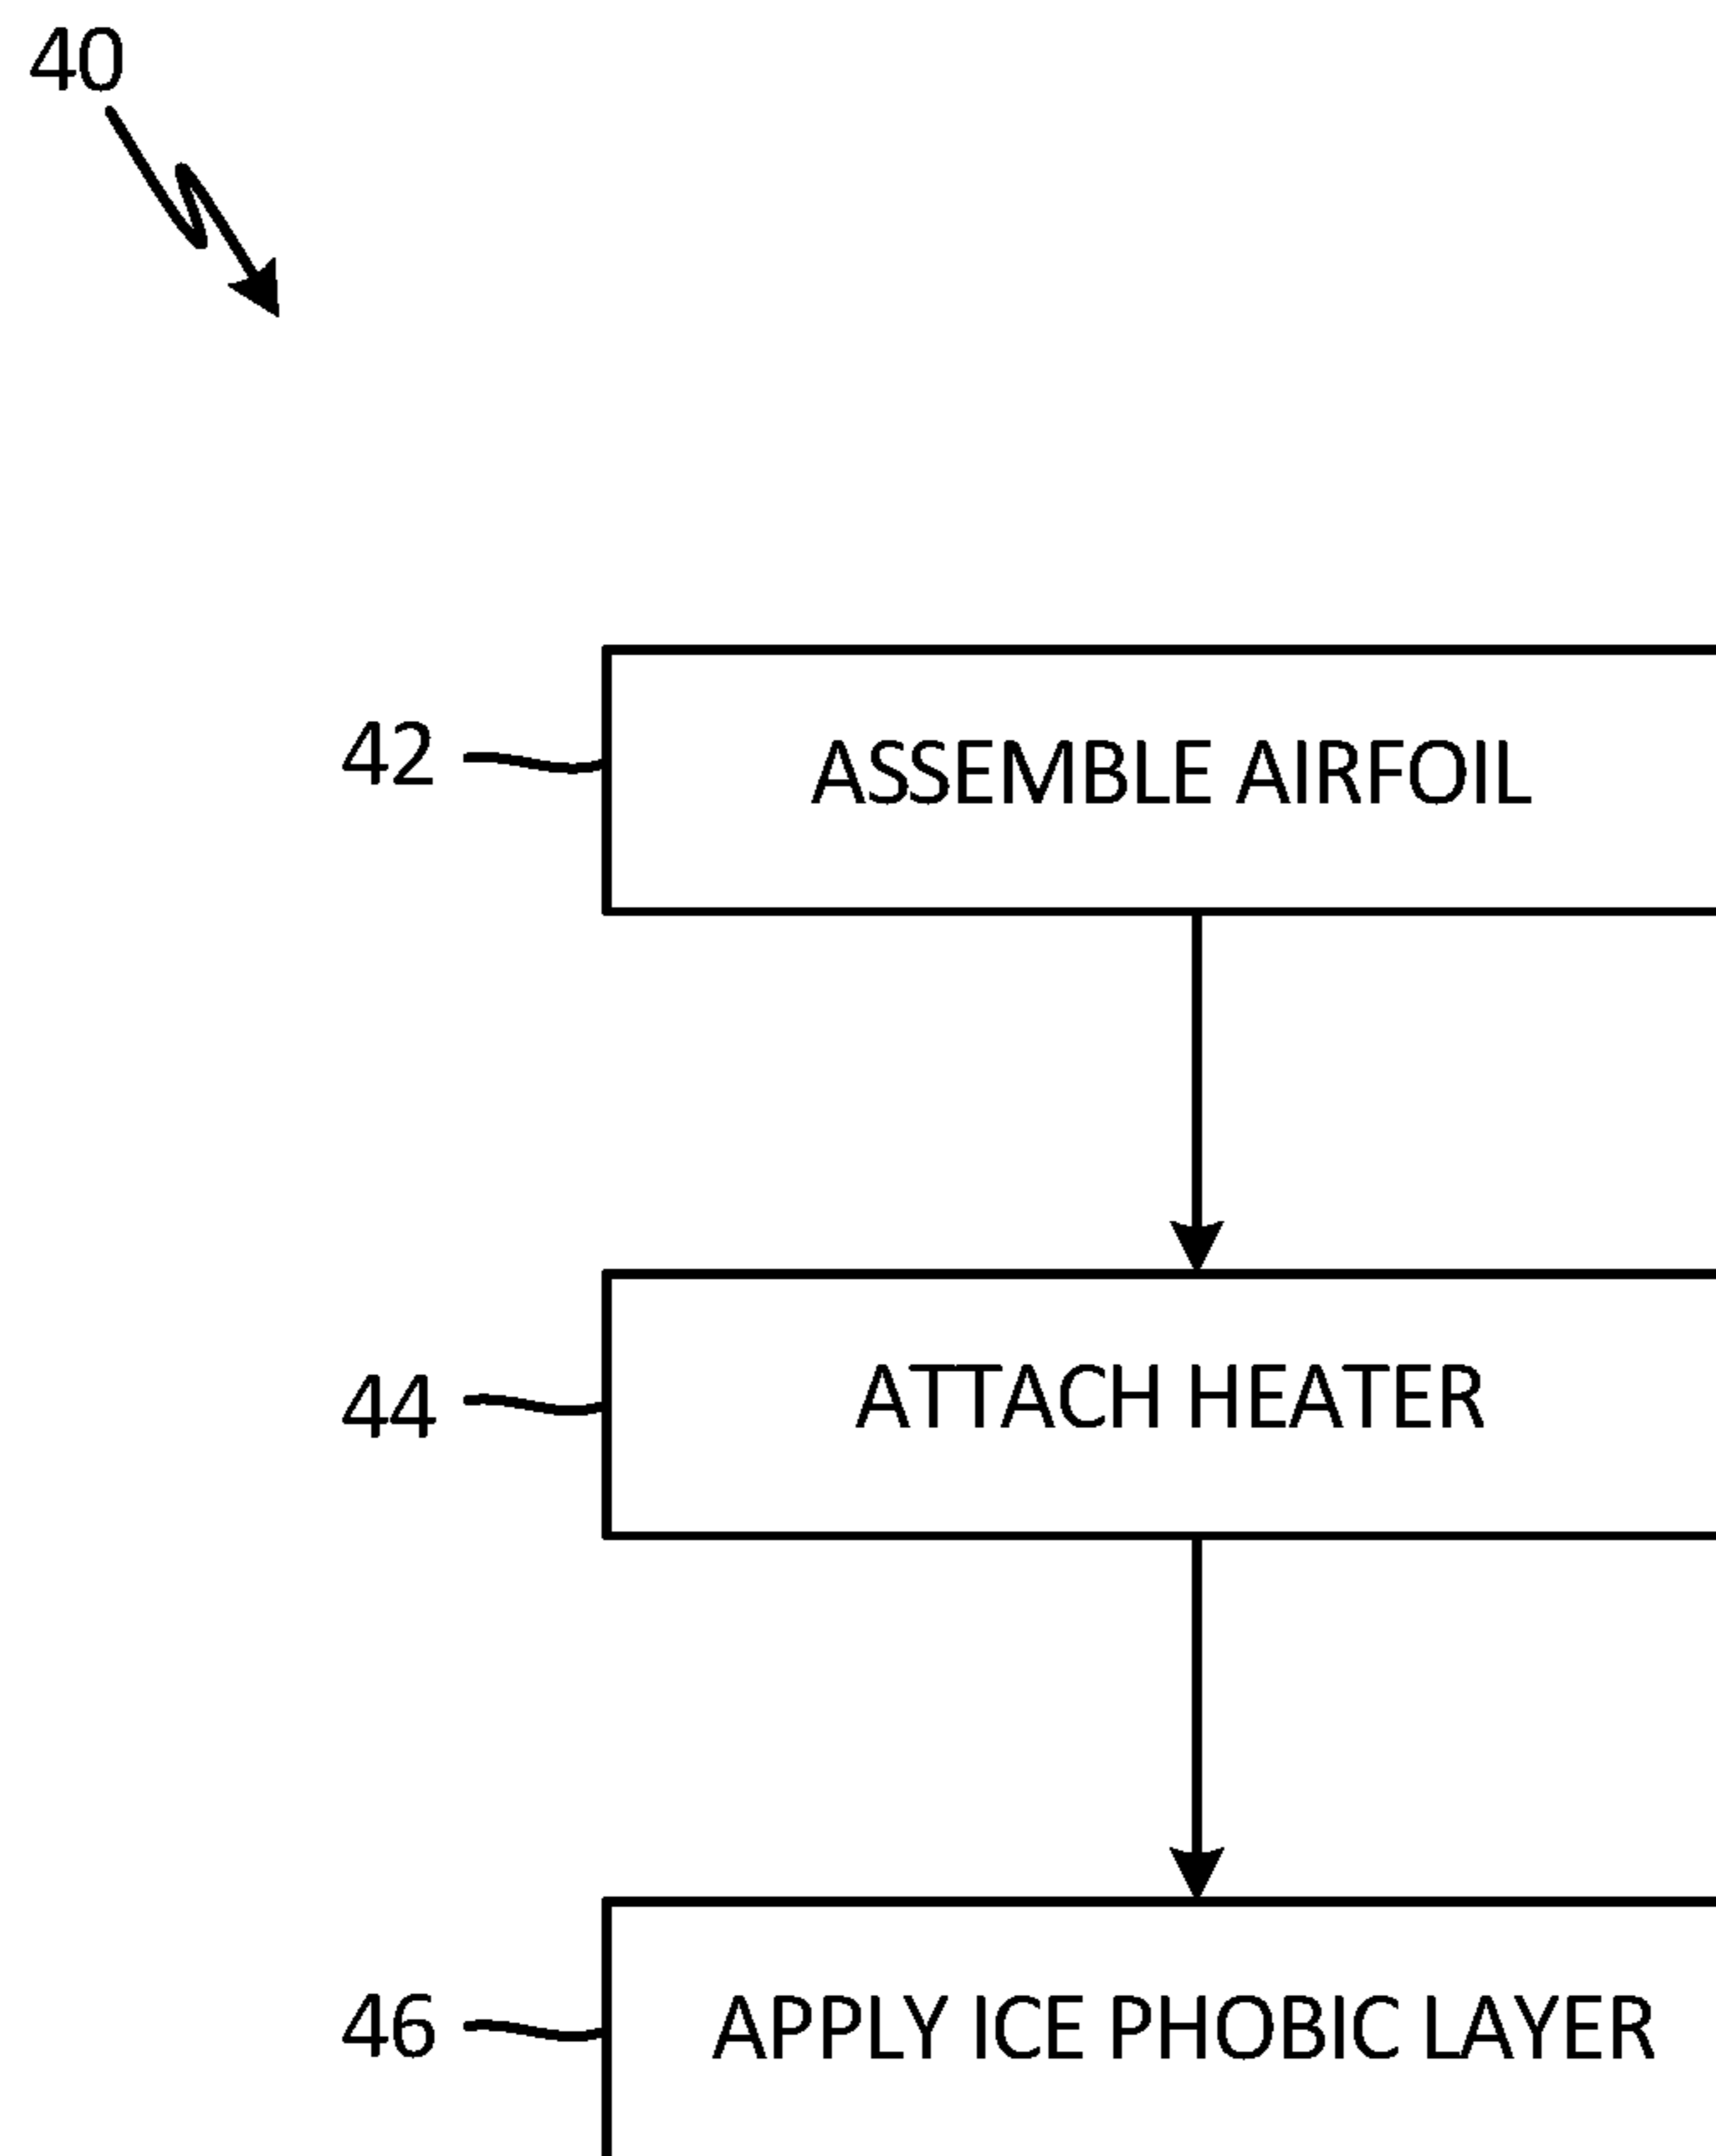 40
42
ASSEMBLE AIRFOIL
44
ATTACH HEATER
46
APPLY ICE PHOBIC LAYER